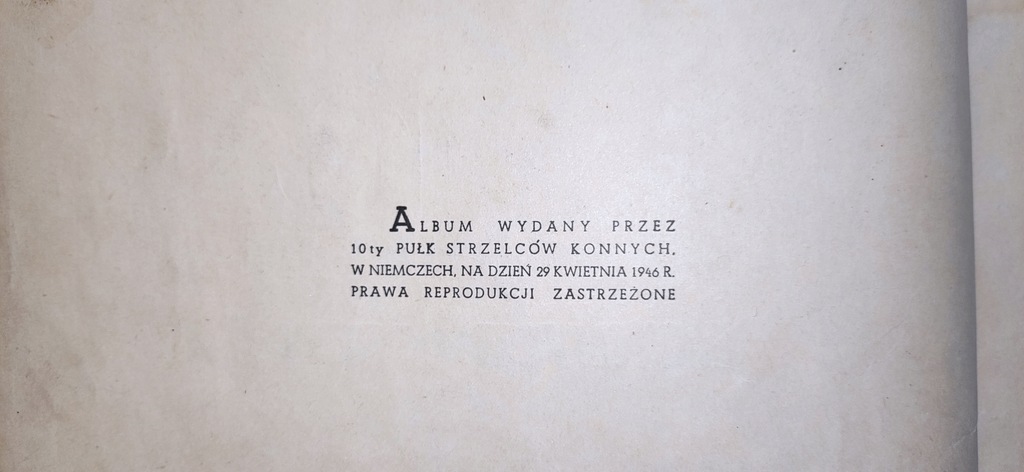 ALBUM WYDANY PRZEZ
10ty PUŁK STRZELCÓW KONNYCH.
W NIEMCZECH, NA DZIEŃ 29 KWIETNIA 1946 R.
PRAWA REPRODUKCJI ZASTRZEŻONE